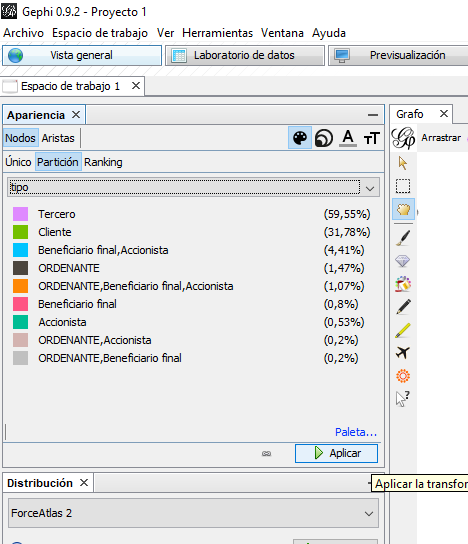 Gephi 0.9.2 - Proyecto 1
Archivo Espacio de trabajo Ver Herramientas Ventana Ayuda
Vista general Laboratorio de datos Previsualización
Espacio de trabajo 1
Apariencia
Nodos Aristas
Único Partición Ranking
tipo
Tercero (59,55%)
Cliente (31,78%)
Beneficiario final,Accionista (4,41%)
ORDENANTE (1,47%)
ORDENANTE,Beneficiario final,Accionista (1,07%)
Beneficiario final (0,8%)
Accionista (0,53%)
ORDENANTE,Accionista (0,2%)
ORDENANTE,Beneficiario final (0,2%)
Paleta...
Aplicar
Distribución
ForceAtlas 2
Grafo
Arrastrar
Aplicar la transfor